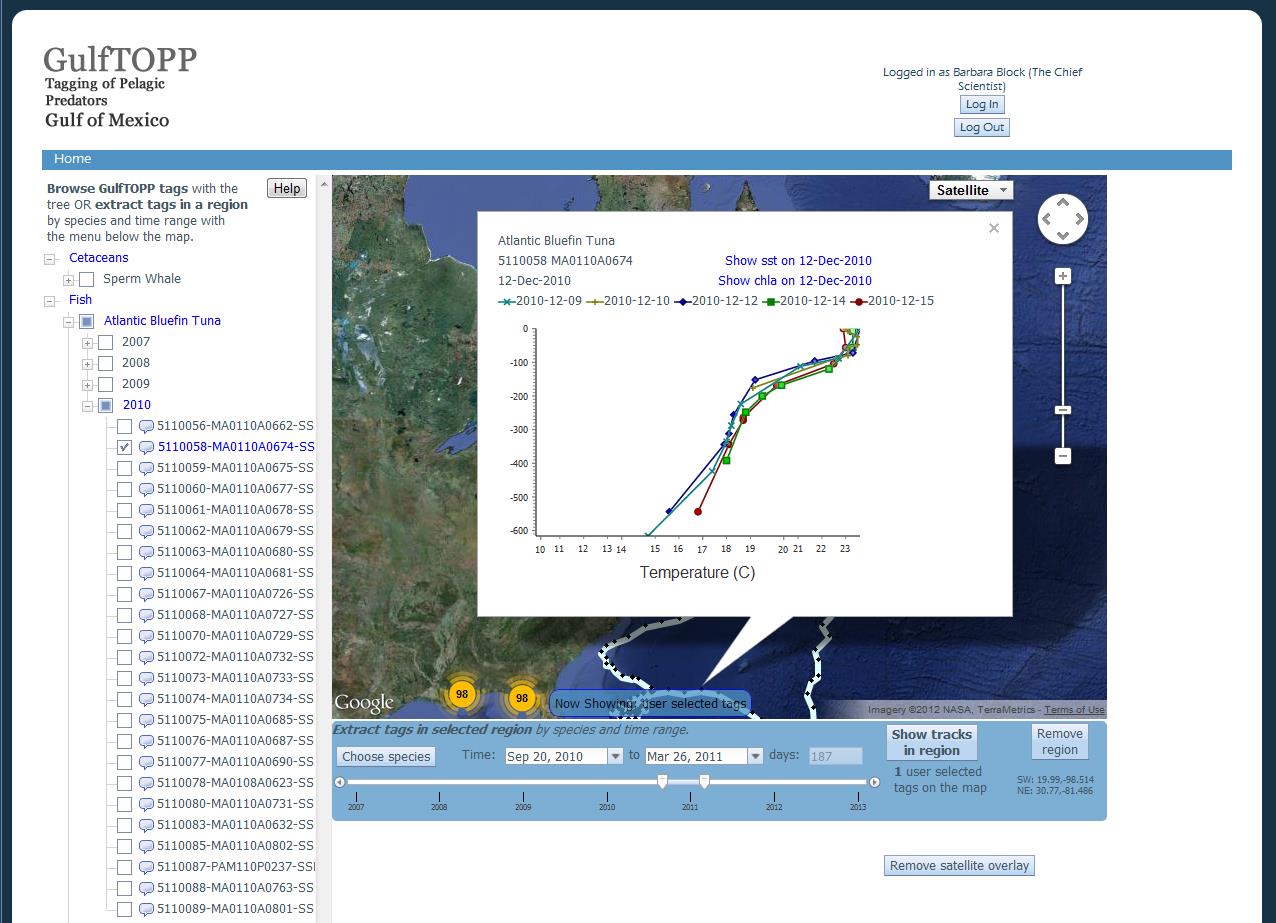 GulfTOPP
Tagging of Pelagic
Predators
Gulf of Mexico
Logged in as Barbara Block (The Chief
Scientist)
Log In
Log Out
Home
Browse GulfTOPP tags with the
tree OR extract tags in a region
by species and time range with
the menu below the map.
Help
Cetaceans
Sperm Whale
Fish
Atlantic Bluefin Tuna
2007
2008
2009
2010
5110056-MA0110A0662-SS
5110058-MA0110A0674-SS
5110059-MA0110A0675-SS
5110060-MA0110A0677-SS
5110061-MA0110A0678-SS
5110062-MA0110A0679-SS
5110063-MA0110A0680-SS
5110064-MA0110A0681-SS
5110067-MA0110A0726-SS
5110068-MA0110A0727-SS
5110070-MA0110A0729-SS
5110072-MA0110A0732-SS
5110073-MA0110A0733-SS
5110074-MA0110A0734-SS
5110075-MA0110A0685-SS
5110076-MA0110A0687-SS
5110077-MA0110A0690-SS
5110078-MA0108A0623-SS
5110080-MA0110A0731-SS
5110083-MA0110A0632-SS
5110085-MA0110A0802-SS
5110087-PAM110P0237-SS
5110088-MA0110A0763-SS
5110089-MA0110A0801-SS
Satellite
Atlantic Bluefin Tuna
5110058 MA0110A0674 Show sst on 12-Dec-2010
12-Dec-2010 Show chla on 12-Dec-2010
2010-12-09 2010-12-10 2010-12-12 2010-12-14 2010-12-15
0
-100
-200
-300
-400
-500
-600
10 11 12 13 14 15 16 17 18 19 20 21 22 23
Temperature (C)
98
98
Now Showing: user selected tags
Google
Imagery ©2012 NASA, TerraMetrics - Terms of Use
Extract tags in selected region by species and time range.
Choose species Time: Sep 20, 2010 to Mar 26, 2011 days: 187
2007 2008 2009 2010 2011 2012 2013
Show tracks
in region
1 user selected
tags on the map
Remove
region
SW: 19.99,-98.514
NE: 30.77,-81.486
Remove satellite overlay